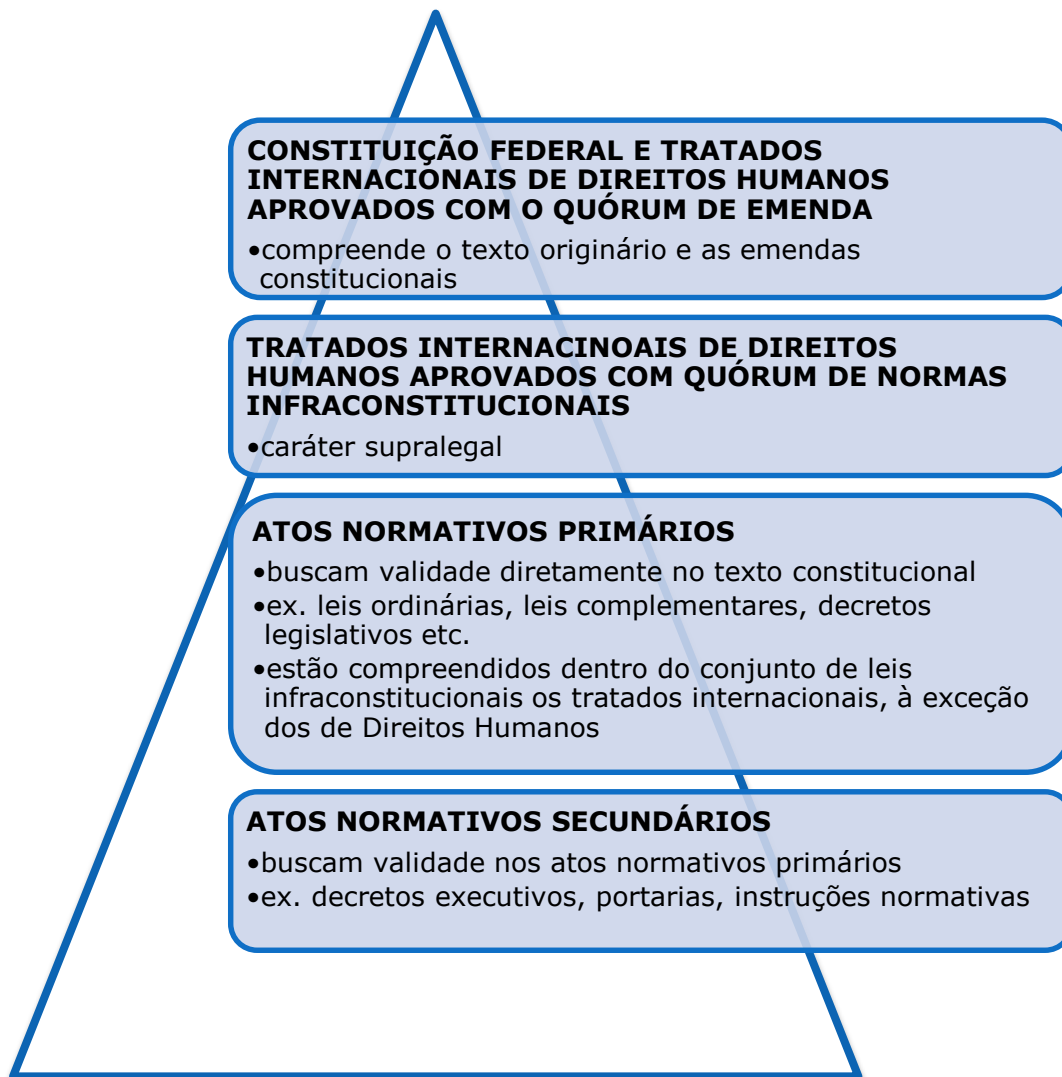 CONSTITUIÇÃO FEDERAL E TRATADOS
INTERNACIONAIS DE DIREITOS HUMANOS
APROVADOS COM O QUÓRUM DE EMENDA
•compreende o texto originário e as emendas
constitucionais
TRATADOS INTERNACINOAIS DE DIREITOS
HUMANOS APROVADOS COM QUÓRUM DE NORMAS
INFRACONSTITUCIONAIS
•caráter supralegal
ATOS NORMATIVOS PRIMÁRIOS
•buscam validade diretamente no texto constitucional
•ex. leis ordinárias, leis complementares, decretos
legislativos etc.
•estão compreendidos dentro do conjunto de leis
infraconstitucionais os tratados internacionais, à exceção
dos de Direitos Humanos
ATOS NORMATIVOS SECUNDÁRIOS
•buscam validade nos atos normativos primários
•ex. decretos executivos, portarias, instruções normativas